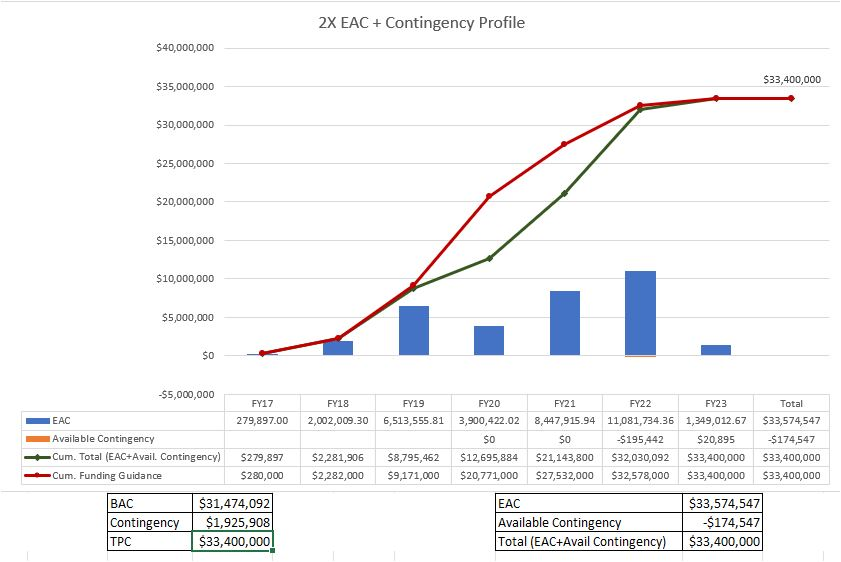 2X EAC + Contingency Profile
$40,000,000
$35,000,000
$33,400,000
$30,000,000
$25,000,000
$20,000,000
$15,000,000
$10,000,000
$5,000,000
$0
-$5,000,000
FY17 FY18 FY19 FY20 FY21 FY22 FY23 Total
EAC 279,897.00 2,002,009.30 6,513,555.81 3,900,422.02 8,447,915.94 11,081,734.36 1,349,012.67 $33,574,547
Available Contingency $0 $0 -$195,442 $20,895 -$174,547
Cum. Total (EAC+Avail. Contingency) $279,897 $2,281,906 $8,795,462 $12,695,884 $21,143,800 $32,030,092 $33,400,000 $33,400,000
Cum. Funding Guidance $280,000 $2,282,000 $9,171,000 $20,771,000 $27,532,000 $32,578,000 $33,400,000 $33,400,000
BAC $31,474,092
Contingency $1,925,908
TPC $33,400,000
EAC $33,574,547
Available Contingency -$174,547
Total (EAC+Avail Contingency) $33,400,000